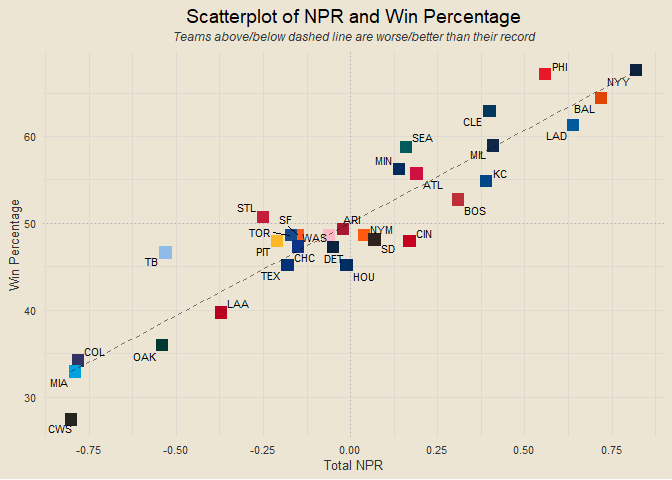 Scatterplot of NPR and Win Percentage
Teams above/below dashed line are worse/better than their record
PHI
NYY
BAL
CLE
LAD
60
SEA
MIL
MIN
KC
ATL
BOS
STL
SF
ARI
50
TOR
WAS
NYM
CIN
PIT
SD
CHC
DET
TB
TEX
HOU
Win Percentage
40
LAA
COL
OAK
MIA
30
CWS
-0.75
-0.50
-0.25
0.00
0.25
0.50
0.75
Total NPR